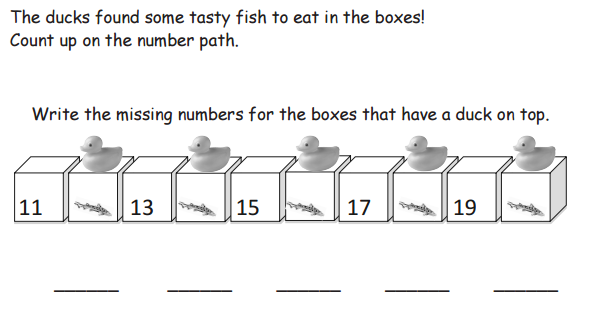 The ducks found some tasty fish to eat in the boxes!
Count up on the number path.
Write the missing numbers for the boxes that have a duck on top.
11 13 15 17 19